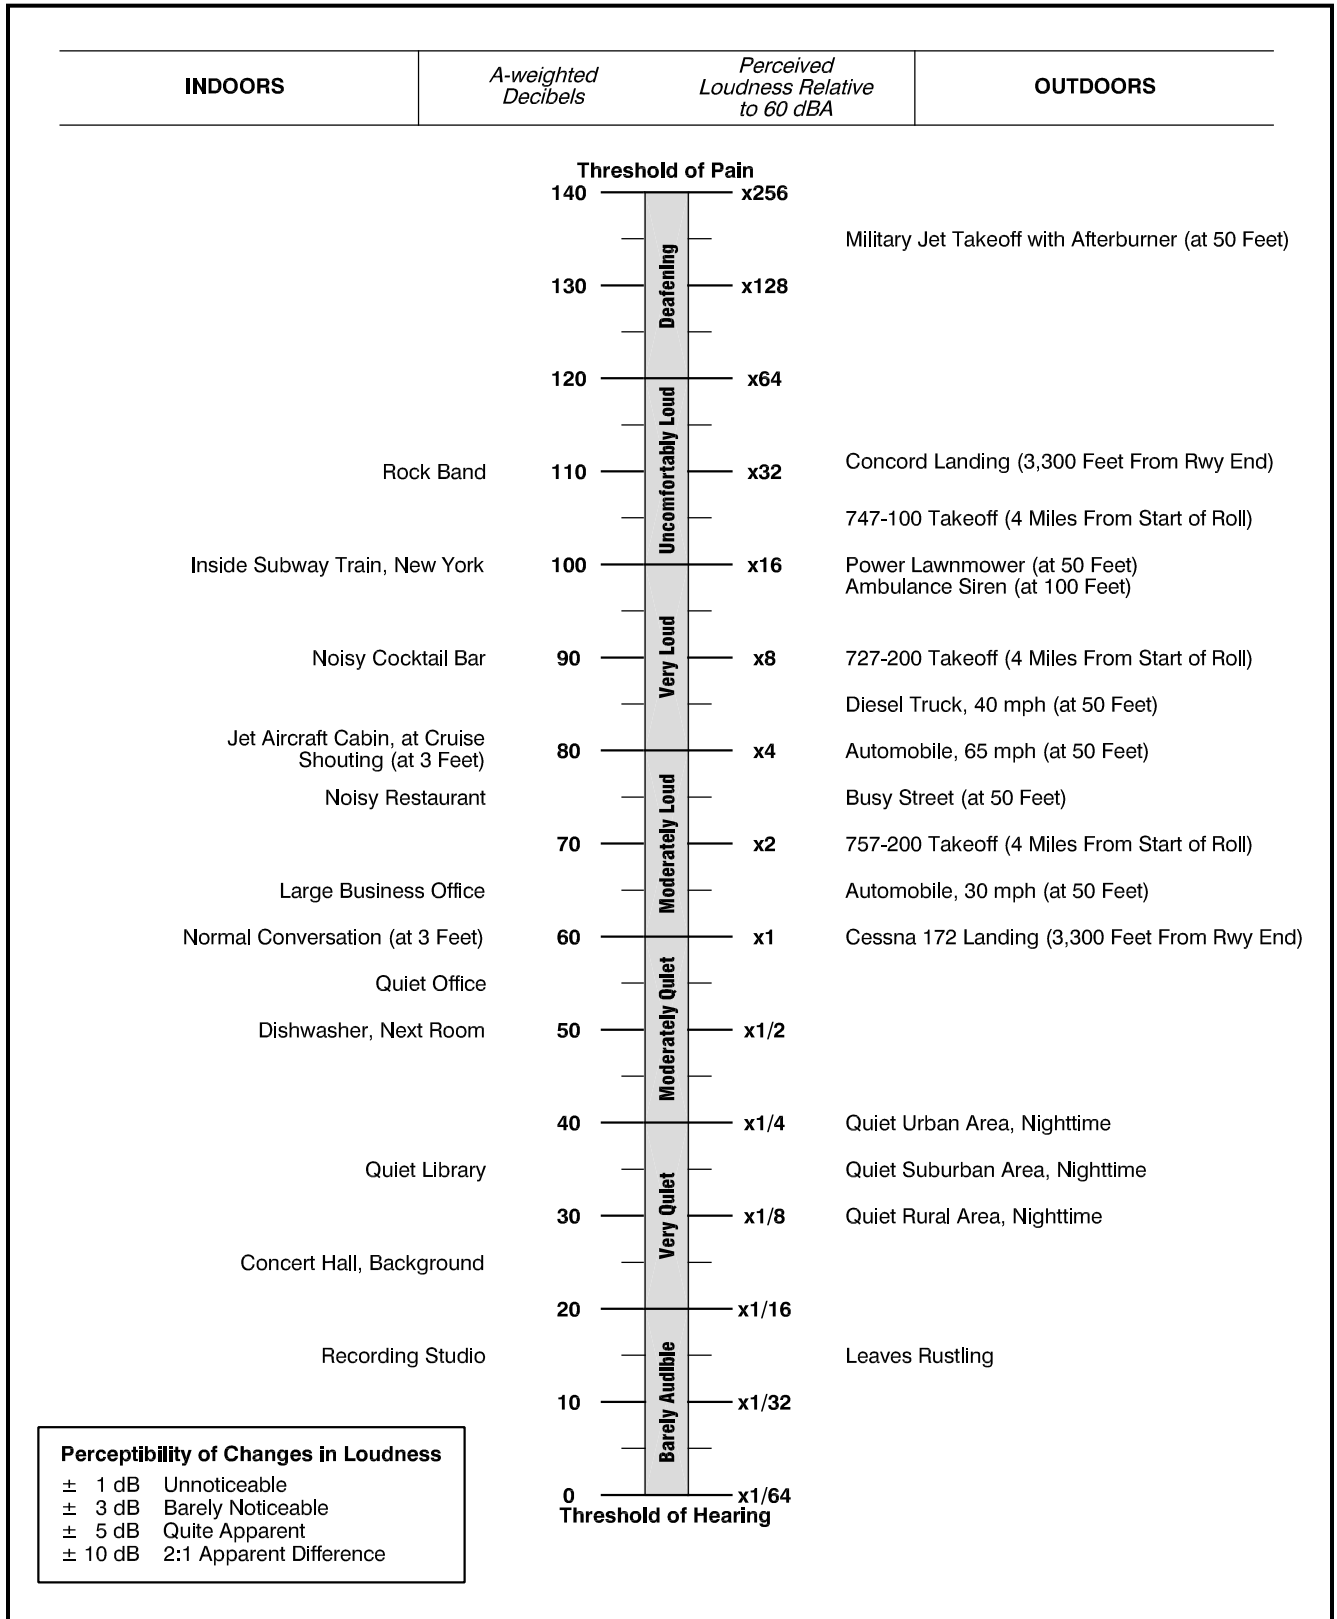 INDOORS
A-weighted
Decibels
Perceived
Loudness Relative
to 60 dBA
OUTDOORS
Threshold of Pain
140 x256
Military Jet Takeoff with Afterburner (at 50 Feet)
Deafening
130 x128
120 x64
Uncomfortably Loud
Concord Landing (3,300 Feet From Rwy End)
Rock Band 110 x32
747-100 Takeoff (4 Miles From Start of Roll)
Inside Subway Train, New York 100 x16 Power Lawnmower (at 50 Feet)
Ambulance Siren (at 100 Feet)
Very Loud
Noisy Cocktail Bar 90 x8 727-200 Takeoff (4 Miles From Start of Roll)
Diesel Truck, 40 mph (at 50 Feet)
Jet Aircraft Cabin, at Cruise
Shouting (at 3 Feet) 80 x4 Automobile, 65 mph (at 50 Feet)
Noisy Restaurant Busy Street (at 50 Feet)
Moderately Loud
70 x2 757-200 Takeoff (4 Miles From Start of Roll)
Large Business Office Automobile, 30 mph (at 50 Feet)
Normal Conversation (at 3 Feet) 60 x1 Cessna 172 Landing (3,300 Feet From Rwy End)
Quiet Office
Moderately Quiet
Dishwasher, Next Room 50 x1/2
40 x1/4 Quiet Urban Area, Nighttime
Quiet Library Quiet Suburban Area, Nighttime
Very Quiet
30 x1/8 Quiet Rural Area, Nighttime
Concert Hall, Background
20 x1/16
Recording Studio Leaves Rustling
Barely Audible
10 x1/32
0 x1/64
Threshold of Hearing
Perceptibility of Changes in Loudness
± 1 dB Unnoticeable
± 3 dB Barely Noticeable
± 5 dB Quite Apparent
± 10 dB 2:1 Apparent Difference